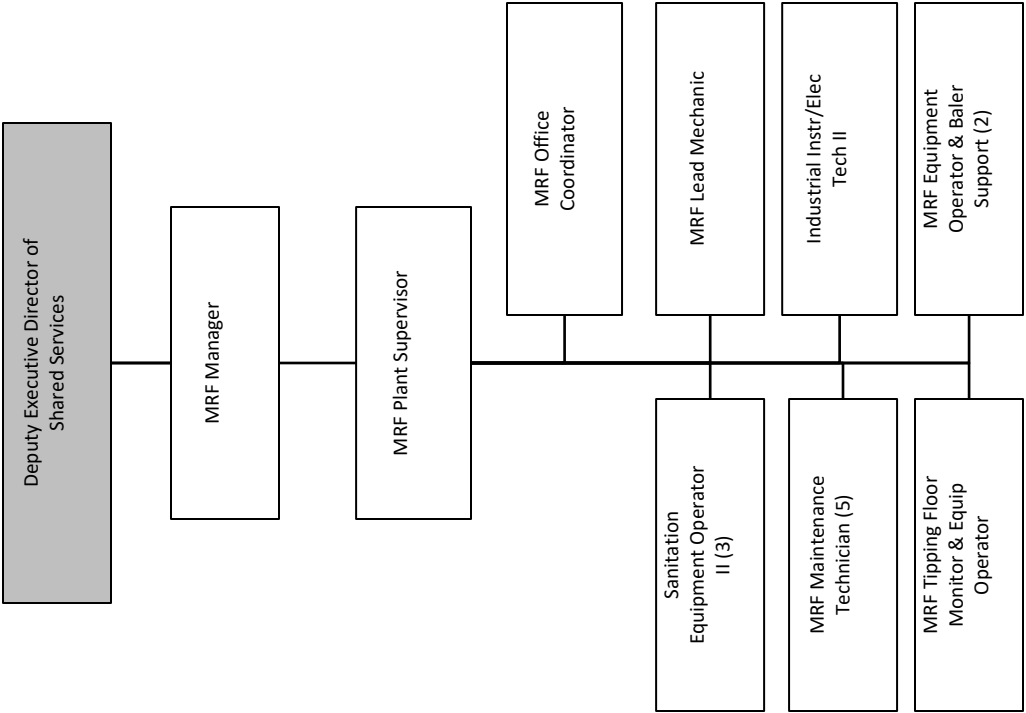 Deputy Executive Director of
Shared Services
MRF Manager
MRF Plant Supervisor
MRF Office
Coordinator
Sanitation
Equipment Operator
II (3)
MRF Lead Mechanic
MRF Maintenance
Technician (5)
Industrial Instr/Elec
Tech II
MRF Tipping Floor
Monitor & Equip
Operator
MRF Equipment
Operator & Baler
Support (2)